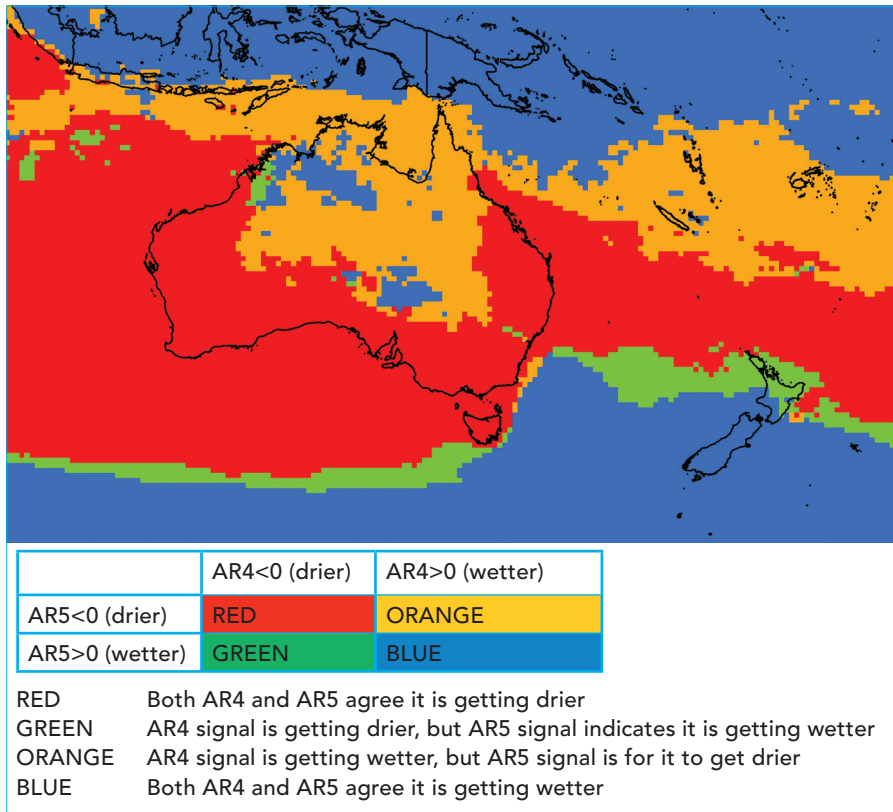 AR4<0 (drier) AR4>0 (wetter)
AR5<0 (drier) RED ORANGE
AR5>0 (wetter) GREEN BLUE
RED Both AR4 and AR5 agree it is getting drier
GREEN AR4 signal is getting drier, but AR5 signal indicates it is getting wetter
ORANGE AR4 signal is getting wetter, but AR5 signal is for it to get drier
BLUE Both AR4 and AR5 agree it is getting wetter